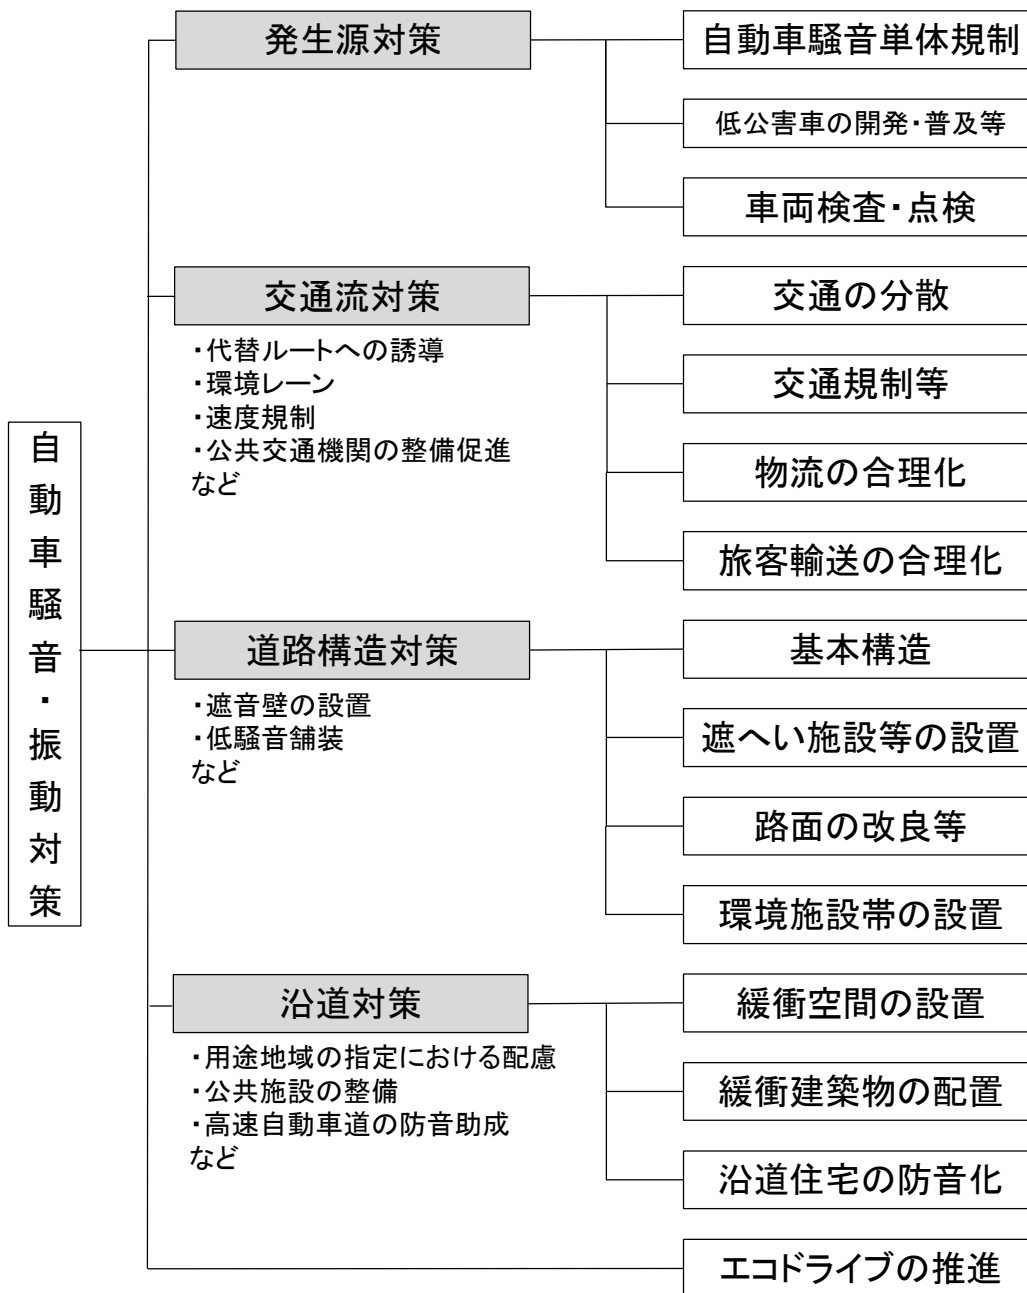 自動車騒音・振動対策
発生源対策
自動車騒音単体規制
低公害車の開発・普及等
車両検査・点検
交通流対策
・代替ルートへの誘導
・環境レーン
・速度規制
・公共交通機関の整備促進
など
交通の分散
交通規制等
物流の合理化
旅客輸送の合理化
道路構造対策
・遮音壁の設置
・低騒音舗装
など
基本構造
遮へい施設等の設置
路面の改良等
環境施設帯の設置
沿道対策
・用途地域の指定における配慮
・公共施設の整備
・高速自動車道の防音助成
など
緩衝空間の設置
緩衝建築物の配置
沿道住宅の防音化
エコドライブの推進